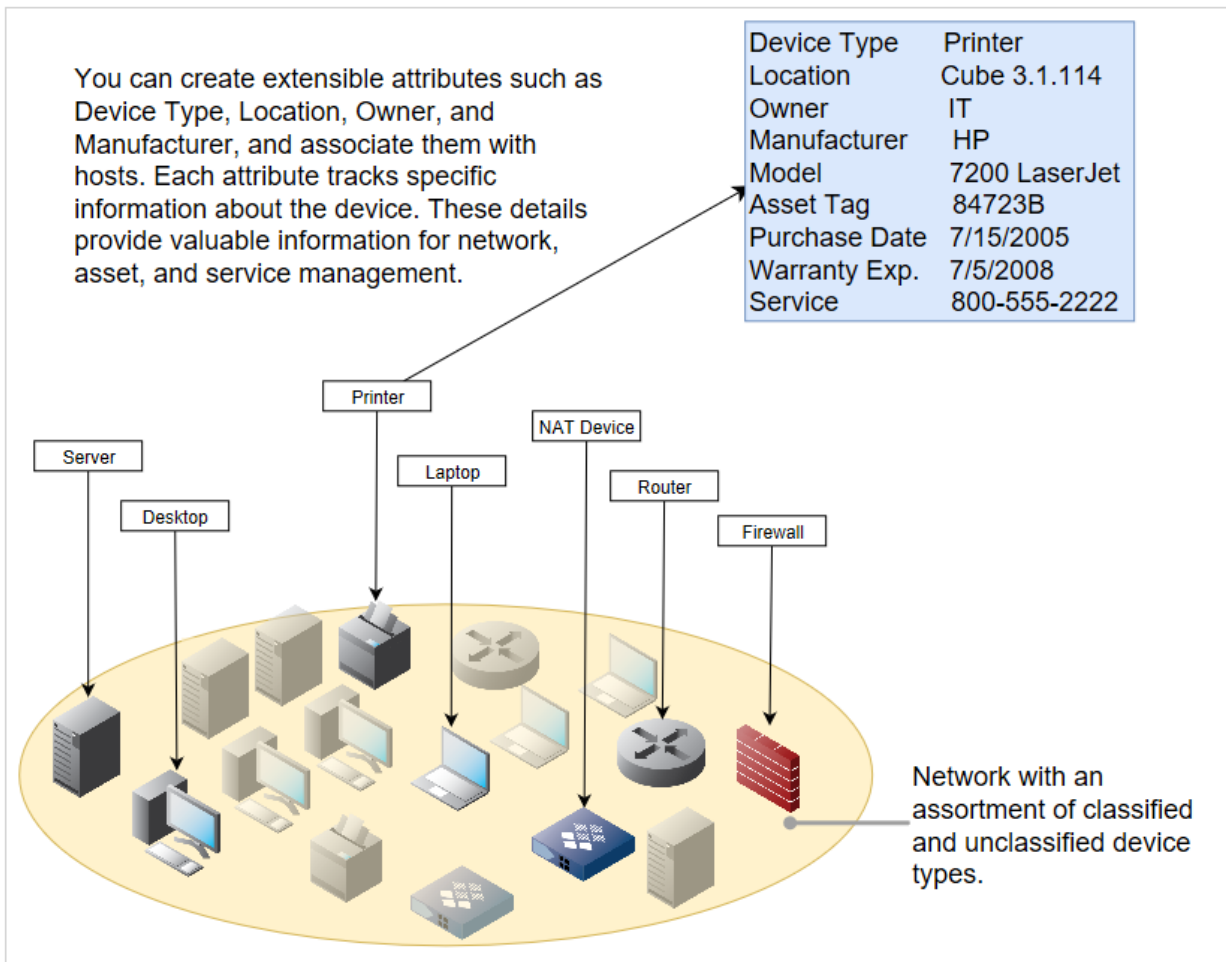 You can create extensible attributes such as
Device Type, Location, Owner, and
Manufacturer, and associate them with
hosts. Each attribute tracks specific
information about the device. These details
provide valuable information for network,
asset, and service management.
Device Type Printer
Location Cube 3.1.114
Owner IT
Manufacturer HP
Model 7200 LaserJet
Asset Tag 84723B
Purchase Date 7/15/2005
Warranty Exp. 7/5/2008
Service 800-555-2222
Printer
NAT Device
Server
Laptop
Router
Desktop
Firewall
Network with an
assortment of classified
and unclassified device
types.